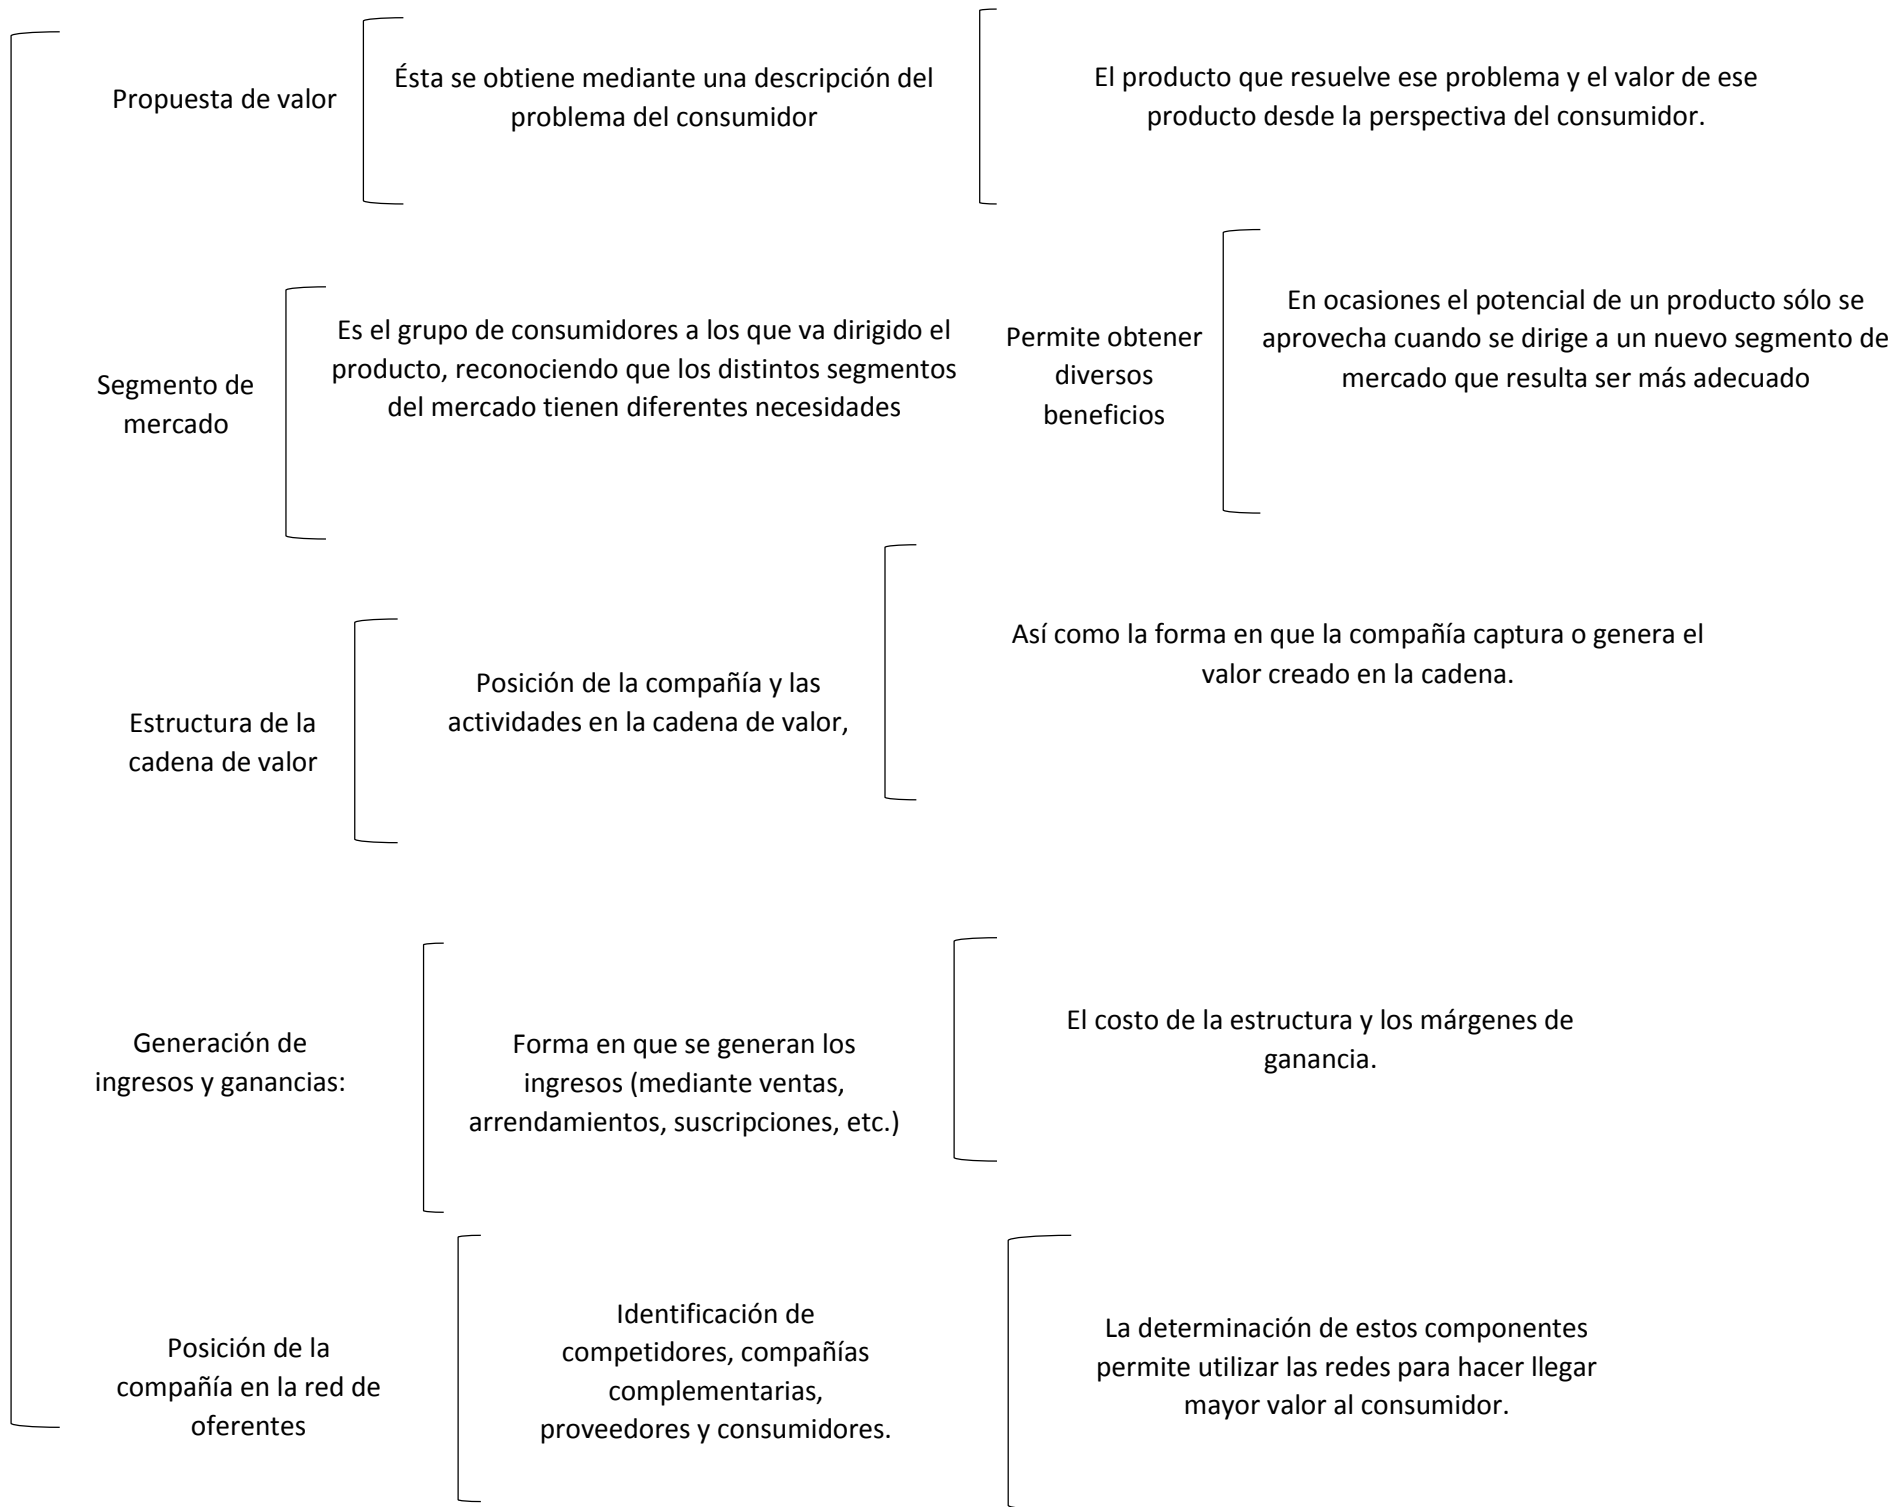 Propuesta de valor
Ésta se obtiene mediante una descripción del
problema del consumidor
El producto que resuelve ese problema y el valor de ese
producto desde la perspectiva del consumidor.
Segmento de
mercado
Es el grupo de consumidores a los que va dirigido el
producto, reconociendo que los distintos segmentos
del mercado tienen diferentes necesidades
Permite obtener
diversos
beneficios
En ocasiones el potencial de un producto sólo se
aprovecha cuando se dirige a un nuevo segmento de
mercado que resulta ser más adecuado
Estructura de la
cadena de valor
Posición de la compañía y las
actividades en la cadena de valor,
Así como la forma en que la compañía captura o genera el
valor creado en la cadena.
Generación de
ingresos y ganancias:
Forma en que se generan los
ingresos (mediante ventas,
arrendamientos, suscripciones, etc.)
El costo de la estructura y los márgenes de
ganancia.
Posición de la
compañía en la red de
oferentes
Identificación de
competidores, compañías
complementarias,
proveedores y consumidores.
La determinación de estos componentes
permite utilizar las redes para hacer llegar
mayor valor al consumidor.